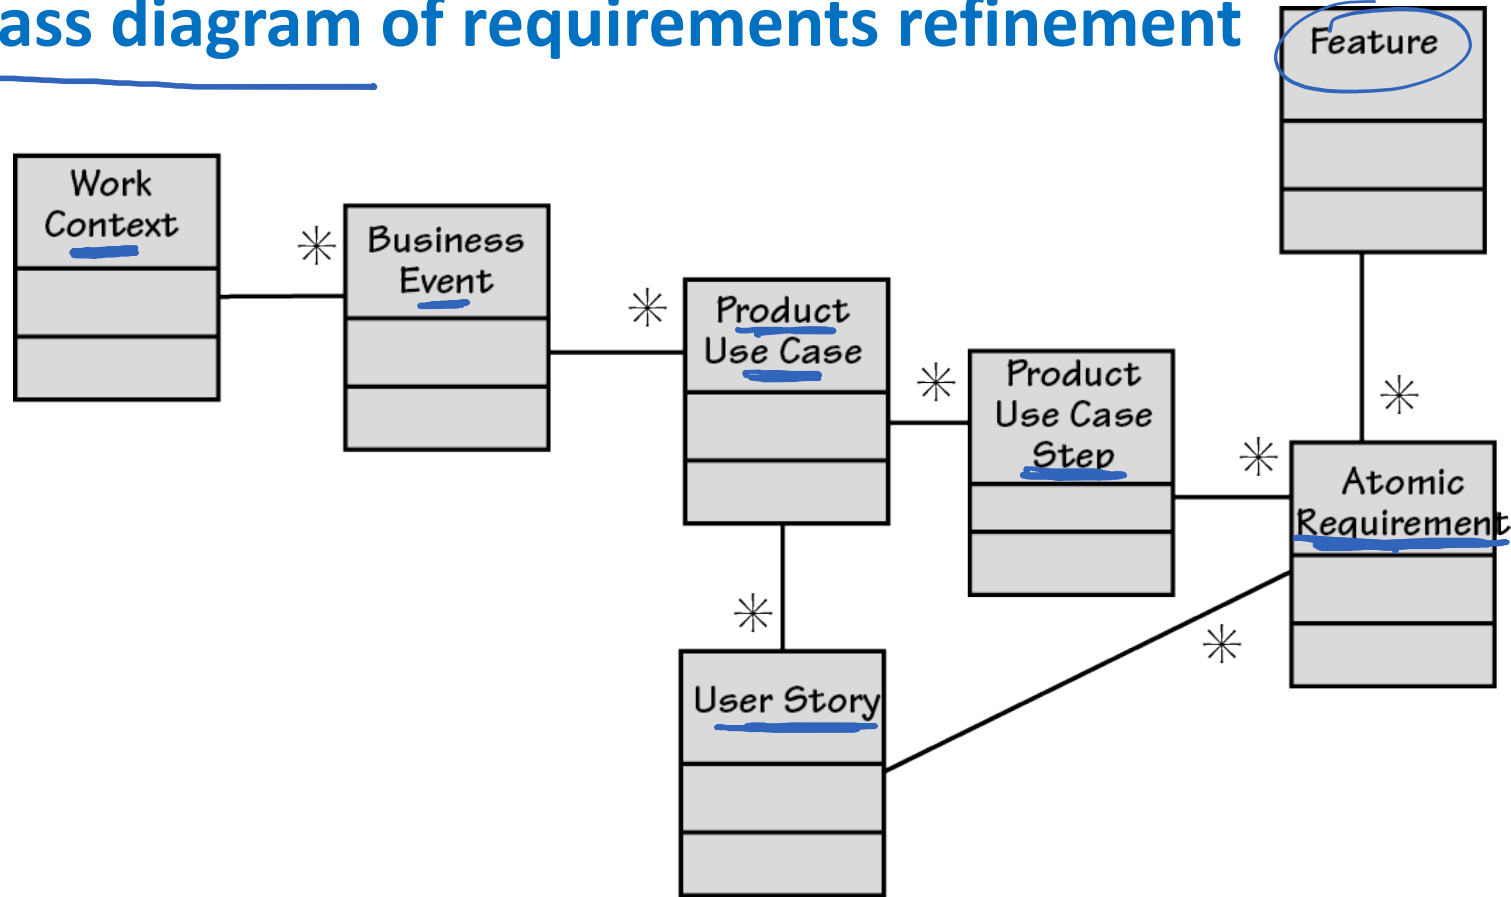 ass diagram of requirements refinement
Feature
Work
Context
*
Business
Event
*
Product
Use Case
*
Product
Use Case
Step
*
*
Atomic
Requirement
*
User Story
*